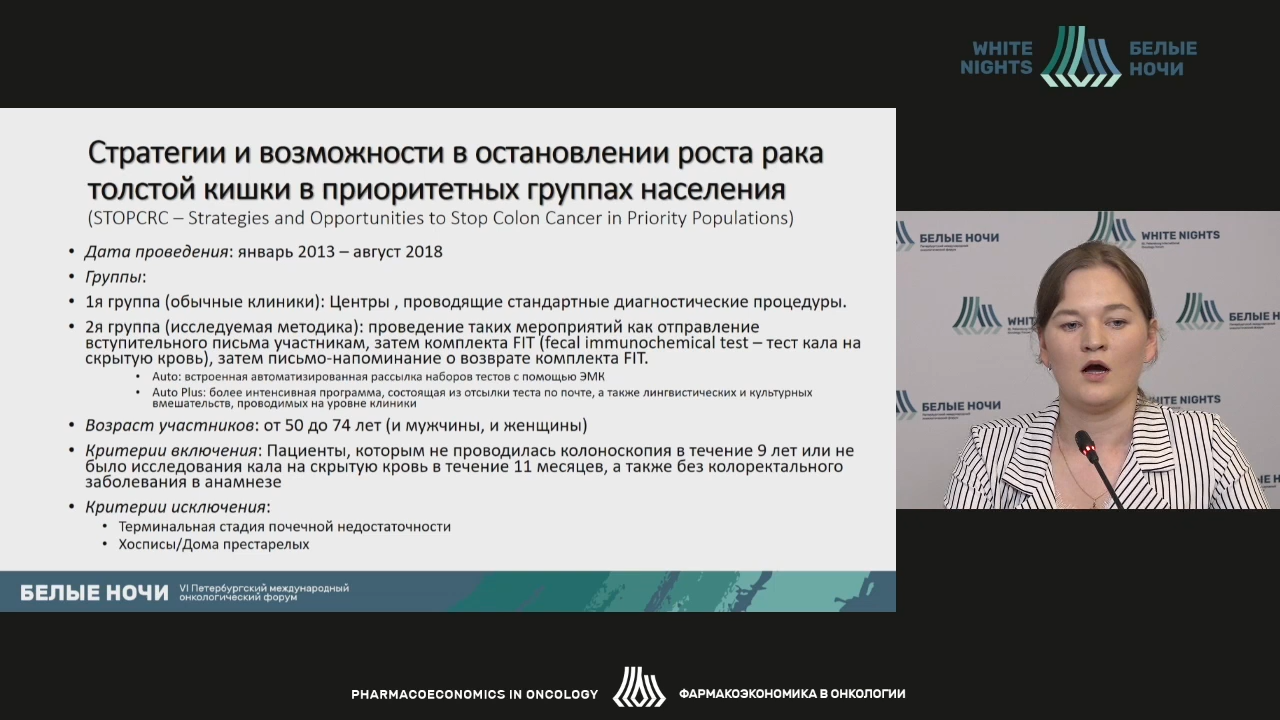 WHITE NIGHTS
БЕЛЫЕ НОЧИ
Стратегии и возможности в остановлении роста рака
толстой кишки в приоритетных группах населения
(STOPCRC – Strategies and Opportunities to Stop Colon Cancer in Priority Populations)
• Дата проведения: январь 2013 – август 2018
• Группы:
• 1я группа (обычные клиники): Центры , проводящие стандартные диагностические процедуры.
• 2я группа (исследуемая методика): проведение таких мероприятий как отправление
вступительного письма участникам, затем комплекта FIT (fecal immunochemical test – тест кала на
скрытую кровь), затем письмо-напоминание о возврате комплекта FIT.
• Auto: встроенная автоматизированная рассылка наборов тестов с помощью ЭМК
• Auto Plus: более интенсивная программа, состоящая из отсылки теста по почте, а также лингвистических и культурных
вмешательств, проводимых на уровне клиники
• Возраст участников: от 50 до 74 лет (и мужчины, и женщины)
• Критерии включения: Пациенты, которым не проводилась колоноскопия в течение 9 лет или не
было исследования кала на скрытую кровь в течение 11 месяцев, а также без колоректального
заболевания в анамнезе
• Критерии исключения:
• Терминальная стадия почечной недостаточности
• Хосписы/Дома престарелых
БЕЛЫЕ НОЧИ
VI Петербургский международный
онкологический форум
БЕЛЫЕ НОЧИ
WHITE NIGHTS
БЕЛЫЕ НОЧИ
WHITE NIGHTS
PHARMACOECONOMICS IN ONCOLOGY
ФАРМАКОЭКОНОМИКА В ОНКОЛОГИИ